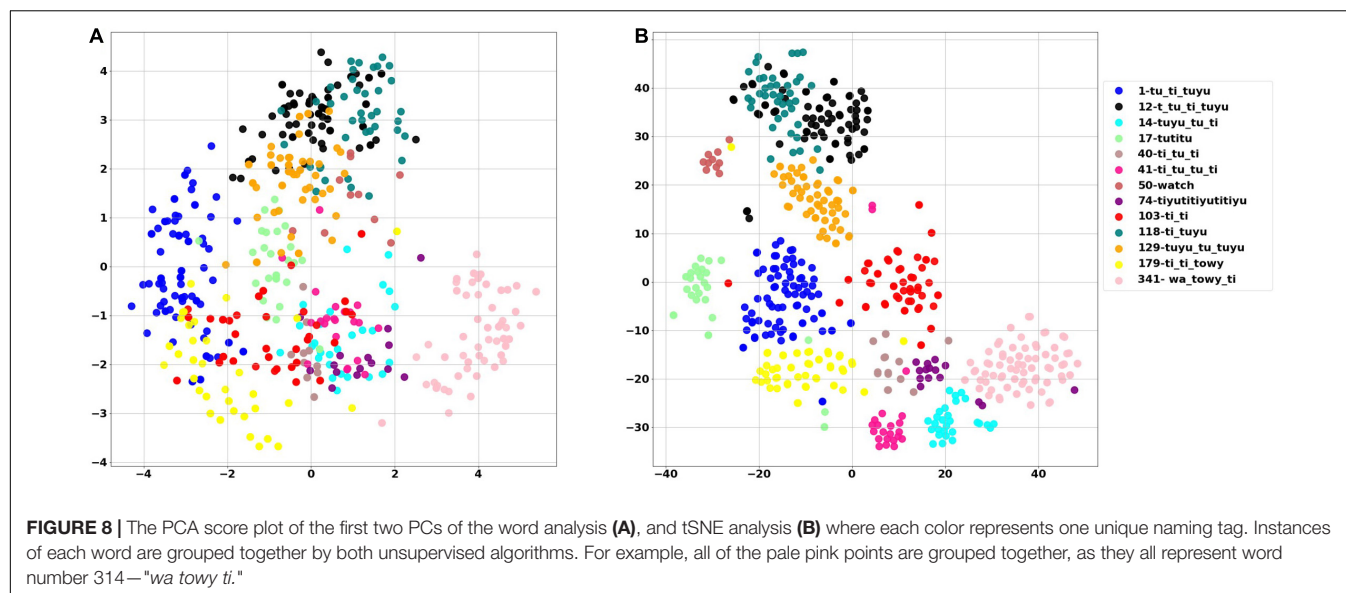 A
B
4
3
2
1
0
−1
−2
−3
−4
−4
−2
0
2
4
40
30
20
10
0
−10
−20
−30
−40
−20
0
20
40
1-tu_ti_tuyu
12-t_tu_ti_tuyu
14-tuyu_tu_ti
17-tutitu
40-ti_tu_ti
41-ti_tu_tu_ti
50-watch
74-tiyutitiyutitiyu
103-ti_ti
118-ti_tuyu
129-tuyu_tu_tuyu
179-ti_ti_towy
341- wa_towy_ti
FIGURE 8 | The PCA score plot of the first two PCs of the word analysis (A), and tSNE analysis (B) where each color represents one unique naming tag. Instances
of each word are grouped together by both unsupervised algorithms. For example, all of the pale pink points are grouped together, as they all represent word
number 314—"wa towy ti."